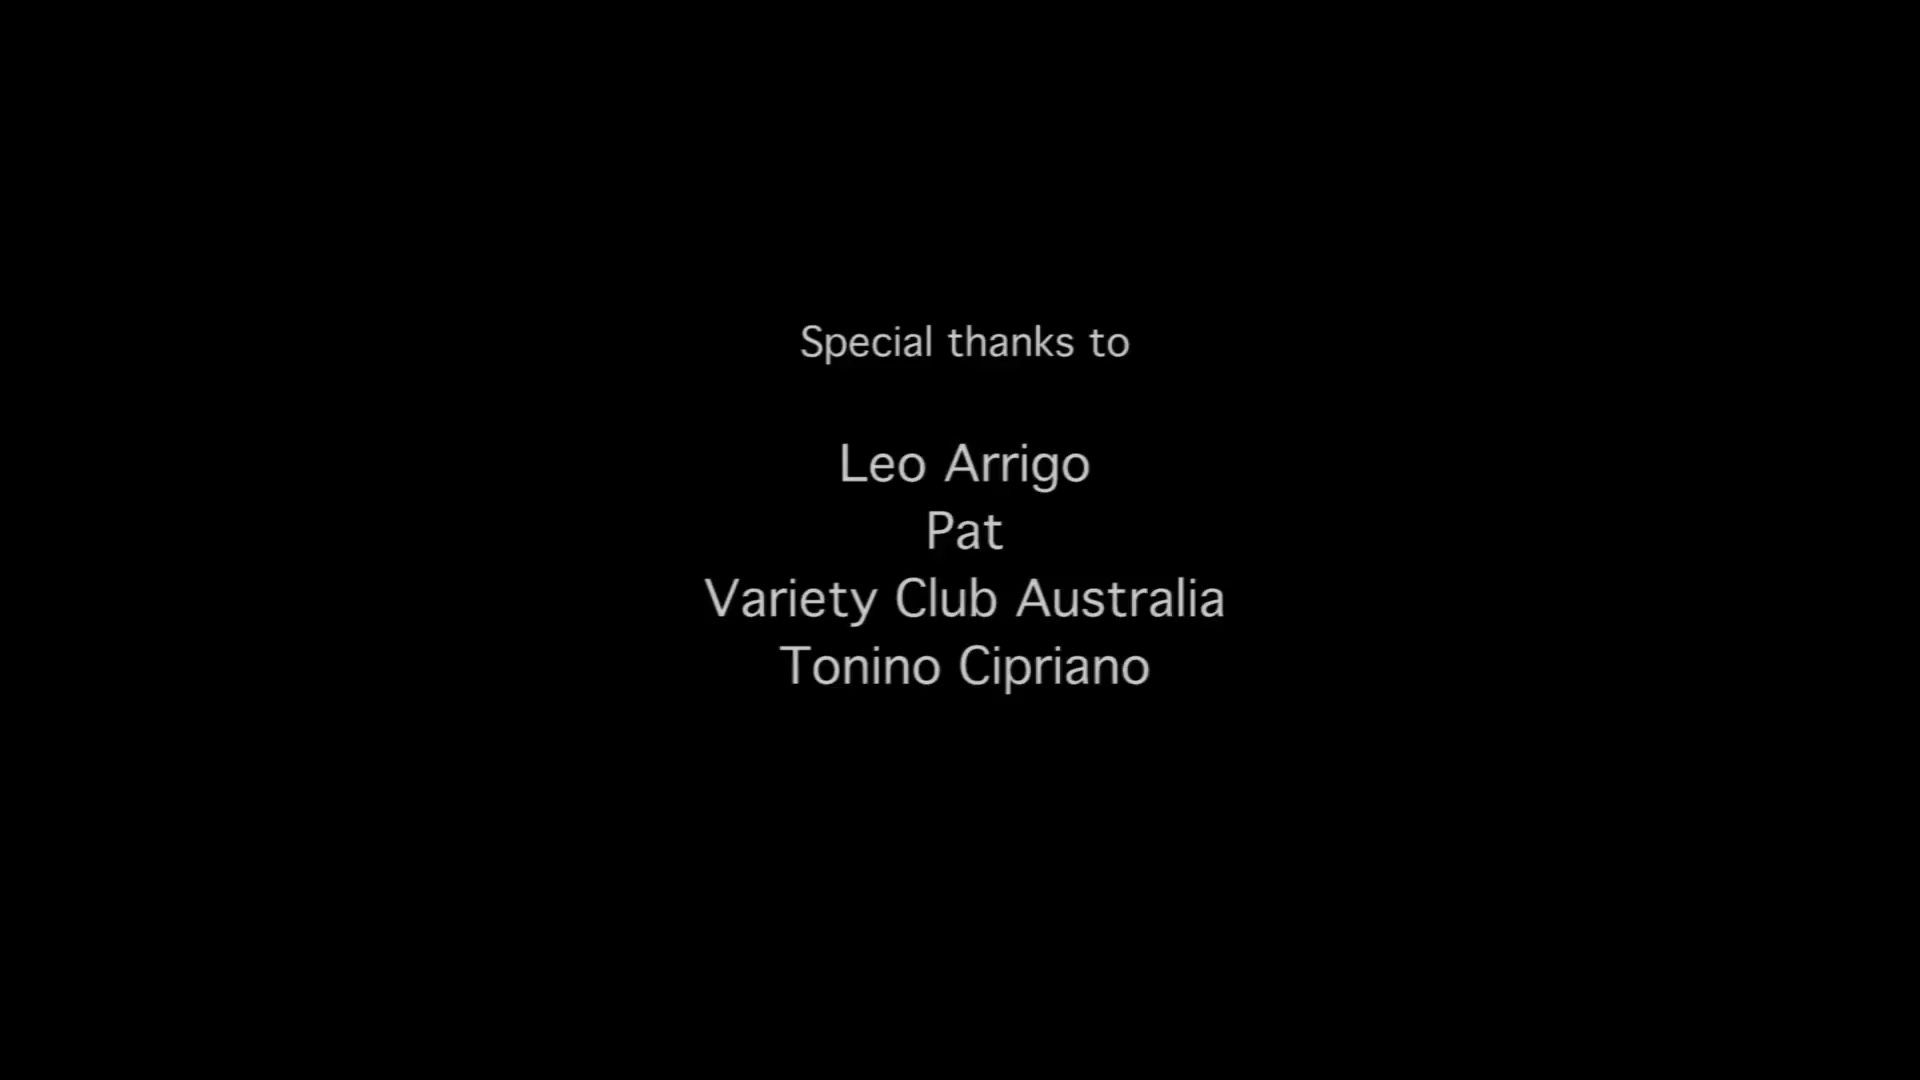 Special thanks to
Leo Arrigo
Pat
Variety Club Australia
Tonino Cipriano